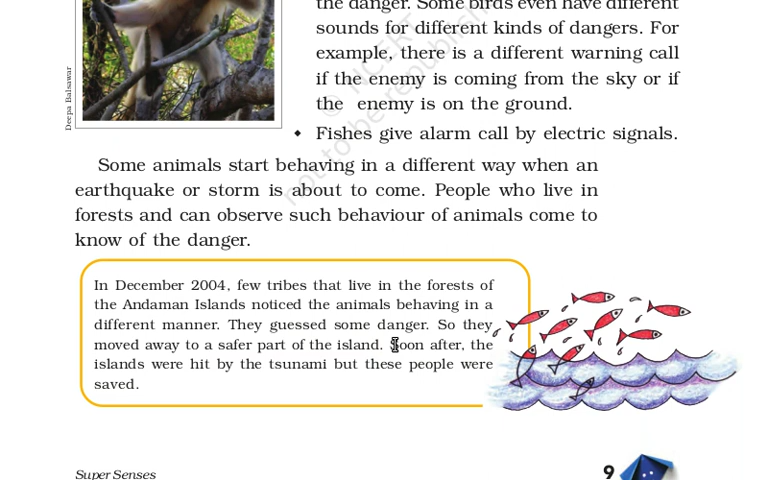 the danger. Some birds even have different
sounds for different kinds of dangers. For
example, there is a different warning call
if the enemy is coming from the sky or if
the enemy is on the ground.
Deepa Balsawar
◆ Fishes give alarm call by electric signals.
Some animals start behaving in a different way when an
earthquake or storm is about to come. People who live in
forests and can observe such behaviour of animals come to
know of the danger.
In December 2004, few tribes that live in the forests of
the Andaman Islands noticed the animals behaving in a
different manner. They guessed some danger. So they
moved away to a safer part of the island. Soon after, the
islands were hit by the tsunami but these people were
saved.
Super Senses
9
© NCERT
not to be republish